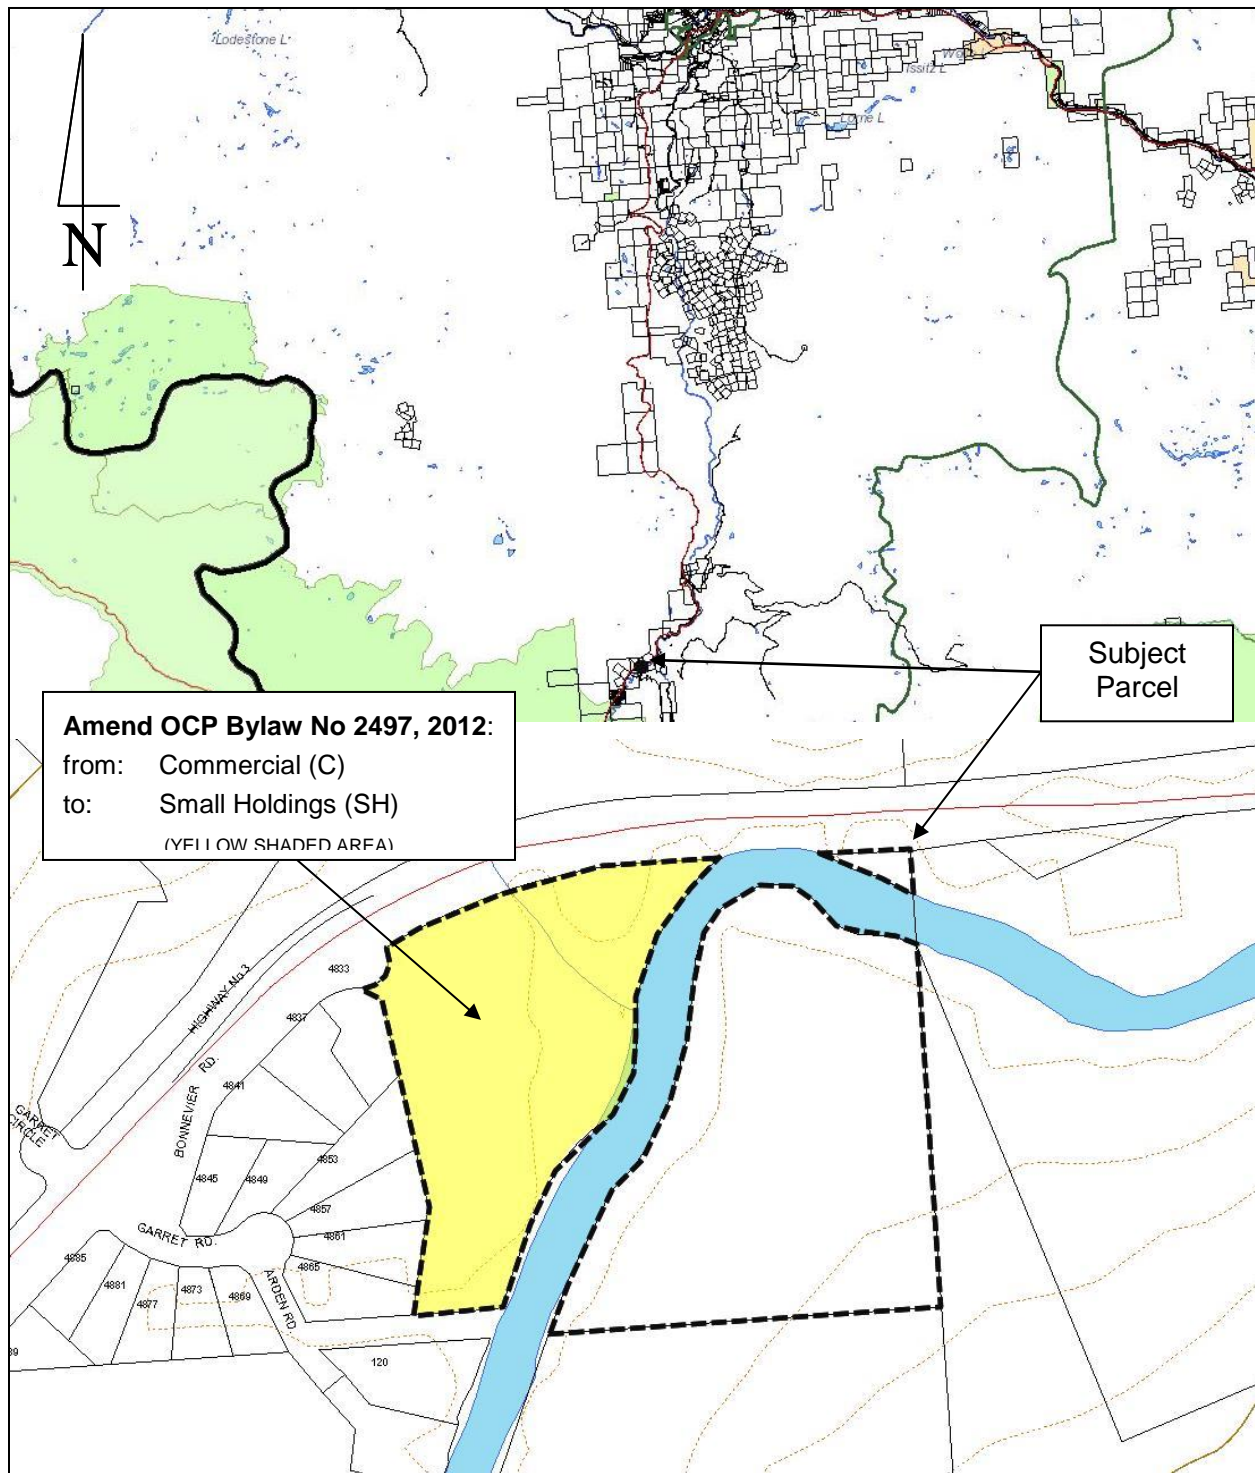 Lodestone L
Issitz L
Lorne L
N
Subject
Parcel
Amend OCP Bylaw No 2497, 2012:
from: Commercial (C)
to: Small Holdings (SH)
(YELLOW SHADED AREA)
HIGHWAY No.3
4833
4837
BONNEVIER RD.
4841
GARRET
CIRCLE
4853
4845
4849
4857
GARRET RD.
4861
4885
4865
4881
4873
4869
4877
ARDEN RD
120